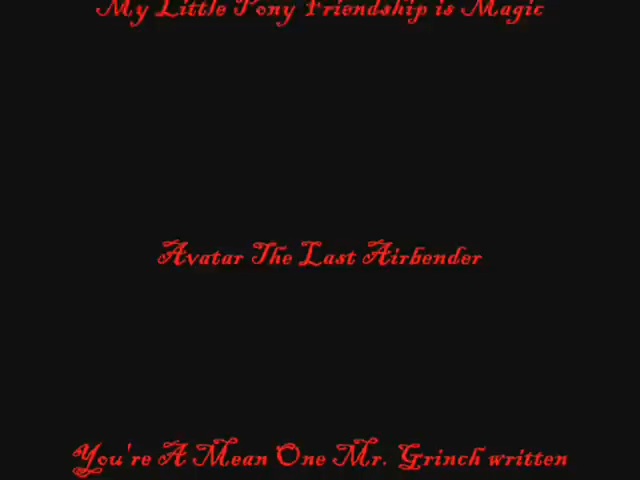 My Little Pony Friendship is Magic
Avatar The Last Airbender
You're A Mean One Mr. Grinch written